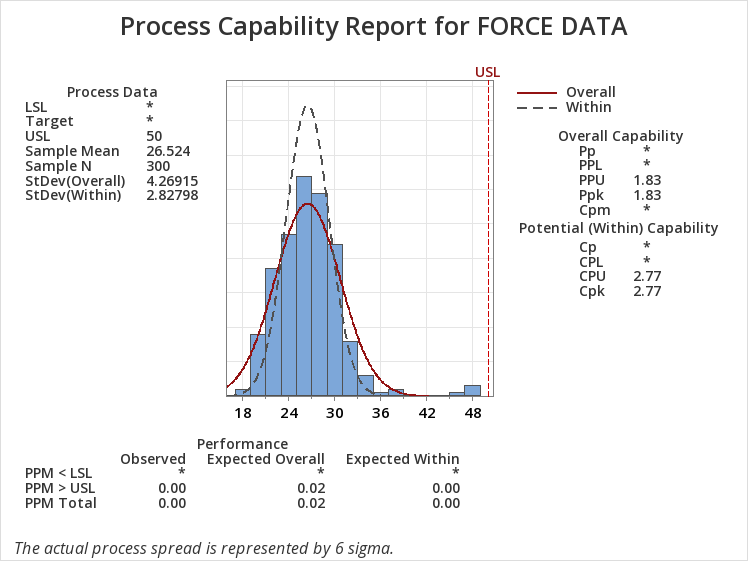 Process Capability Report for FORCE DATA
USL
Process Data
LSL *
Target *
USL 50
Sample Mean 26.524
Sample N 300
StDev(Overall) 4.26915
StDev(Within) 2.82798
Overall
Within
Overall Capability
Pp *
PPL *
PPU 1.83
Ppk 1.83
Cpm *
Potential (Within) Capability
Cp *
CPL *
CPU 2.77
Cpk 2.77
18 24 30 36 42 48
Performance
Observed Expected Overall Expected Within
PPM < LSL * * *
PPM > USL 0.00 0.02 0.00
PPM Total 0.00 0.02 0.00
The actual process spread is represented by 6 sigma.